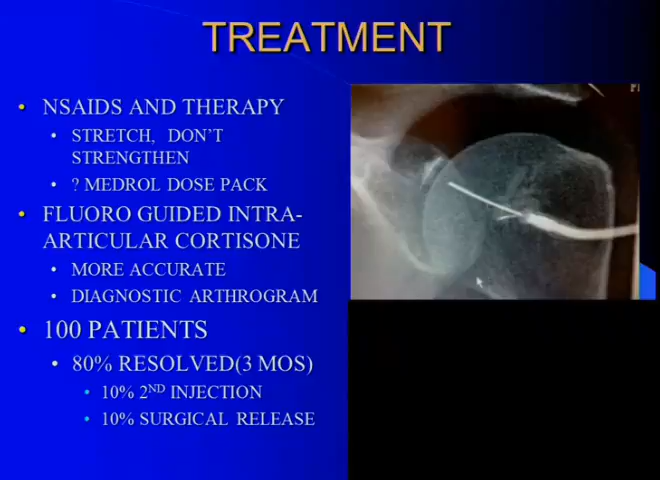 TREATMENT
• NSAIDS AND THERAPY
• STRETCH, DON'T
STRENGTHEN
• ? MEDROL DOSE PACK
• FLUORO GUIDED INTRA-
ARTICULAR CORTISONE
• MORE ACCURATE
• DIAGNOSTIC ARTHROGRAM
• 100 PATIENTS
• 80% RESOLVED(3 MOS)
• 10% 2ND INJECTION
• 10% SURGICAL RELEASE